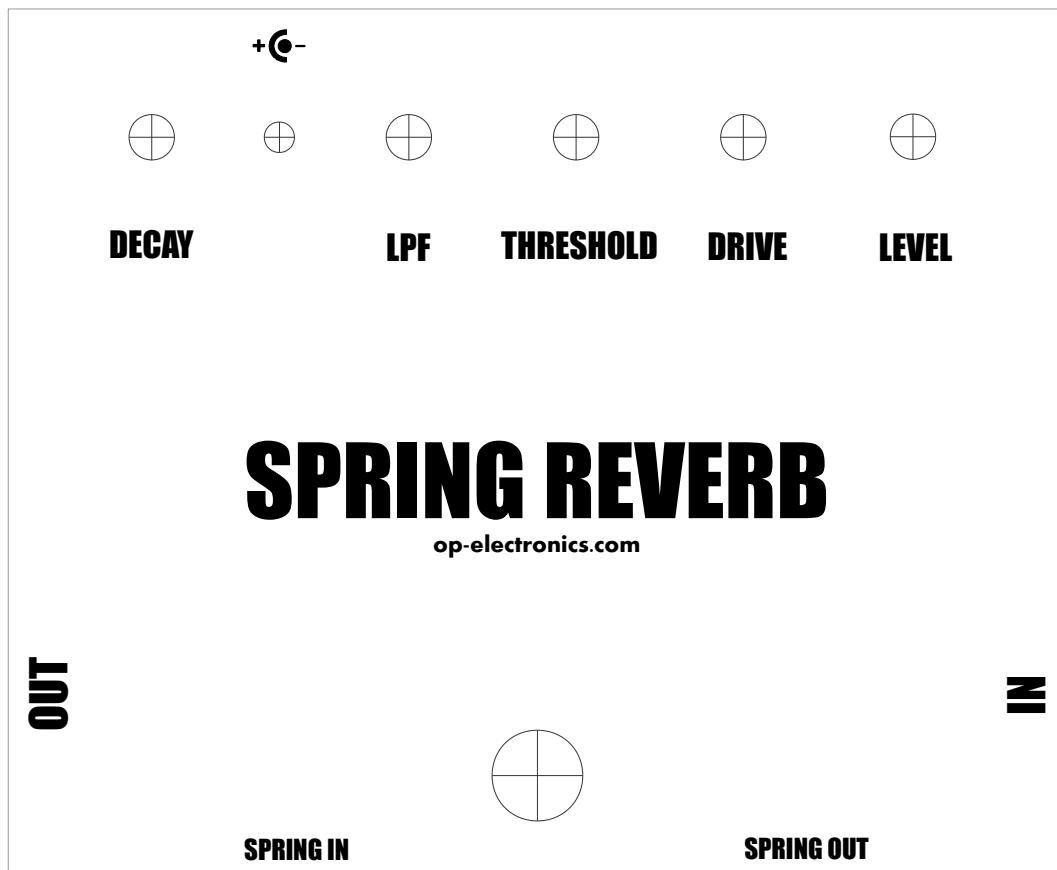 + -
DECAY LPF THRESHOLD DRIVE LEVEL
SPRING REVERB
op-electronics.com
OUT
IN
SPRING IN SPRING OUT